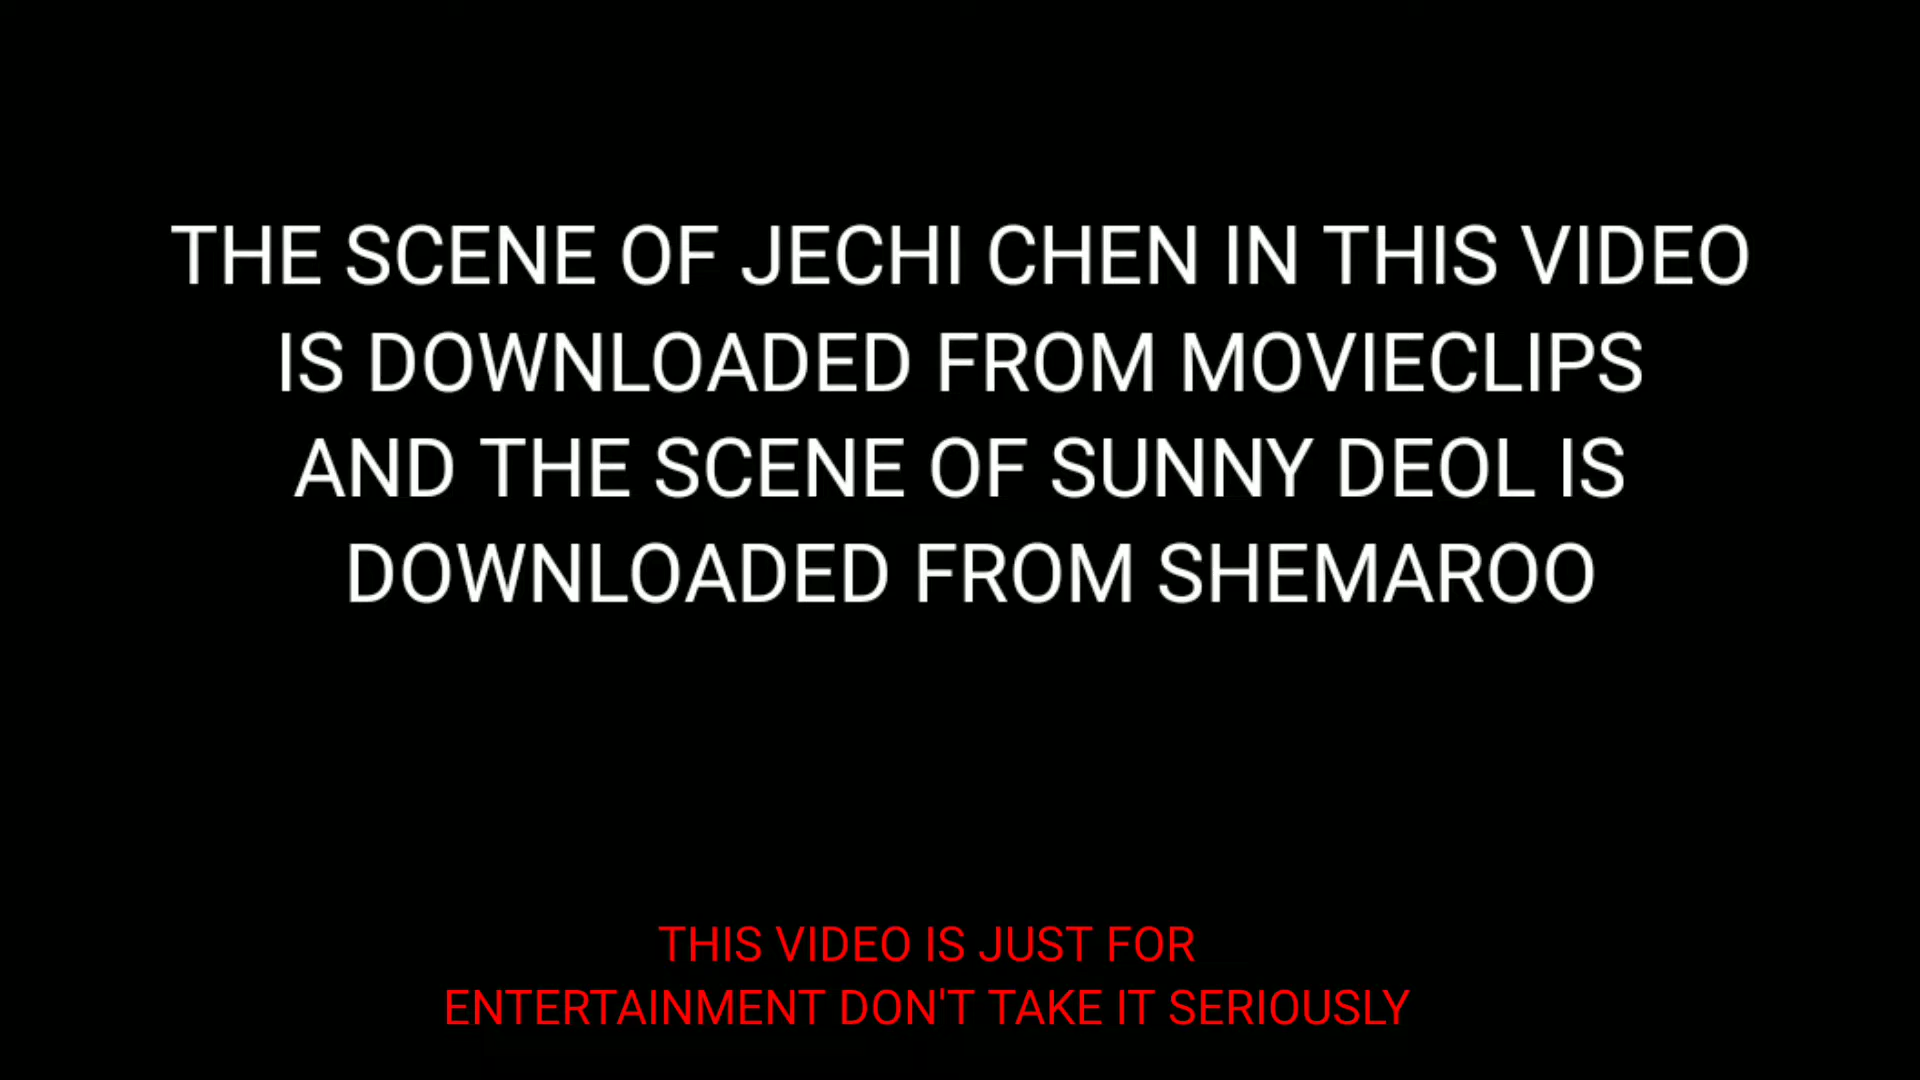 THE SCENE OF JECHI CHEN IN THIS VIDEO
IS DOWNLOADED FROM MOVIECLIPS
AND THE SCENE OF SUNNY DEOL IS
DOWNLOADED FROM SHEMAROO
THIS VIDEO IS JUST FOR
ENTERTAINMENT DON'T TAKE IT SERIOUSLY